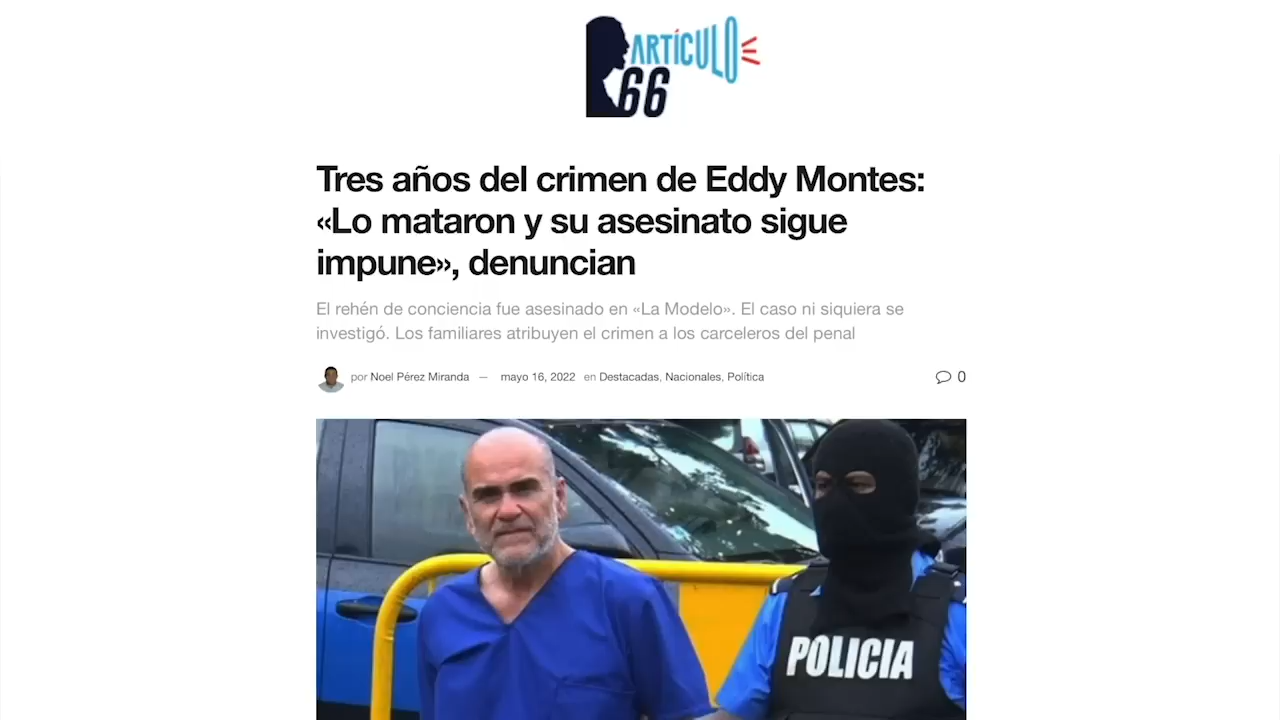 ARTÍCULO
66
Tres años del crimen de Eddy Montes:
«Lo mataron y su asesinato sigue
impune», denuncian
El rehén de conciencia fue asesinado en «La Modelo». El caso ni siquiera se
investigó. Los familiares atribuyen el crimen a los carceleros del penal
por Noel Pérez Miranda — mayo 16, 2022 en Destacadas, Nacionales, Política
0
POLICIA